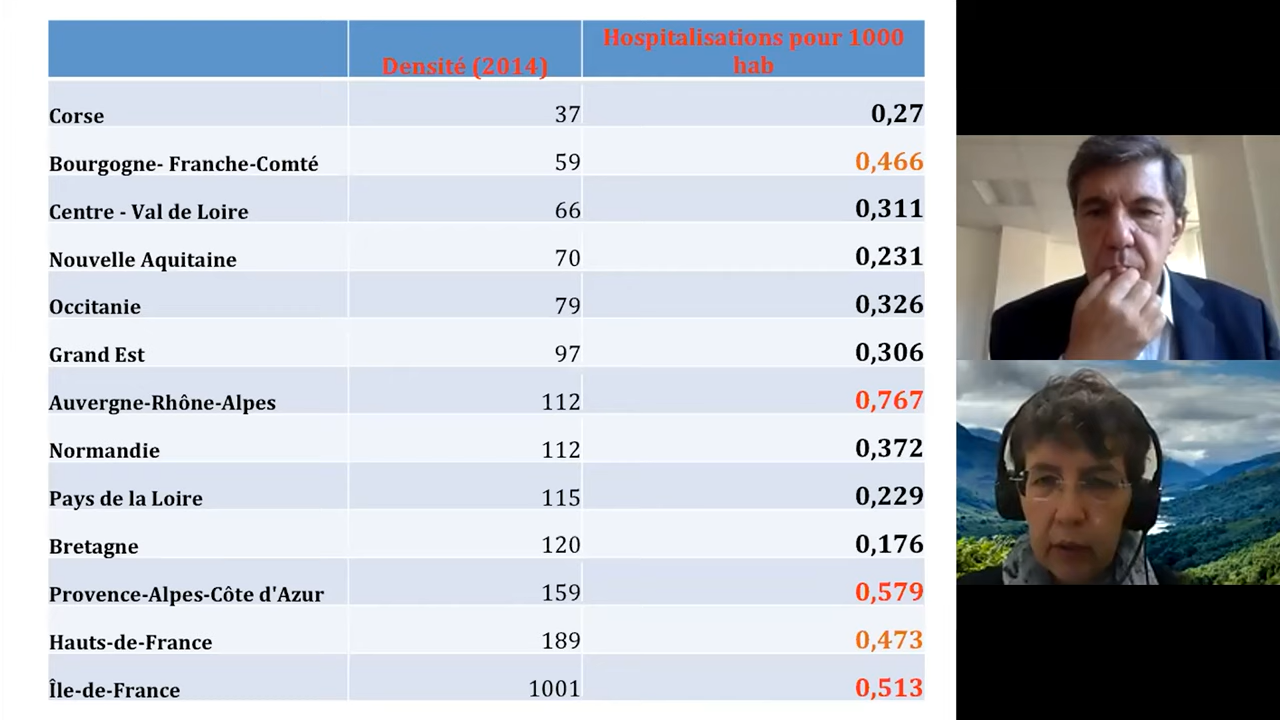 Densité (2014) Hospitalisations pour 1000
hab
Corse 37 0,27
Bourgogne- Franche-Comté 59 0,466
Centre - Val de Loire 66 0,311
Nouvelle Aquitaine 70 0,231
Occitanie 79 0,326
Grand Est 97 0,306
Auvergne-Rhône-Alpes 112 0,767
Normandie 112 0,372
Pays de la Loire 115 0,229
Bretagne 120 0,176
Provence-Alpes-Côte d'Azur 159 0,579
Hauts-de-France 189 0,473
Île-de-France 1001 0,513